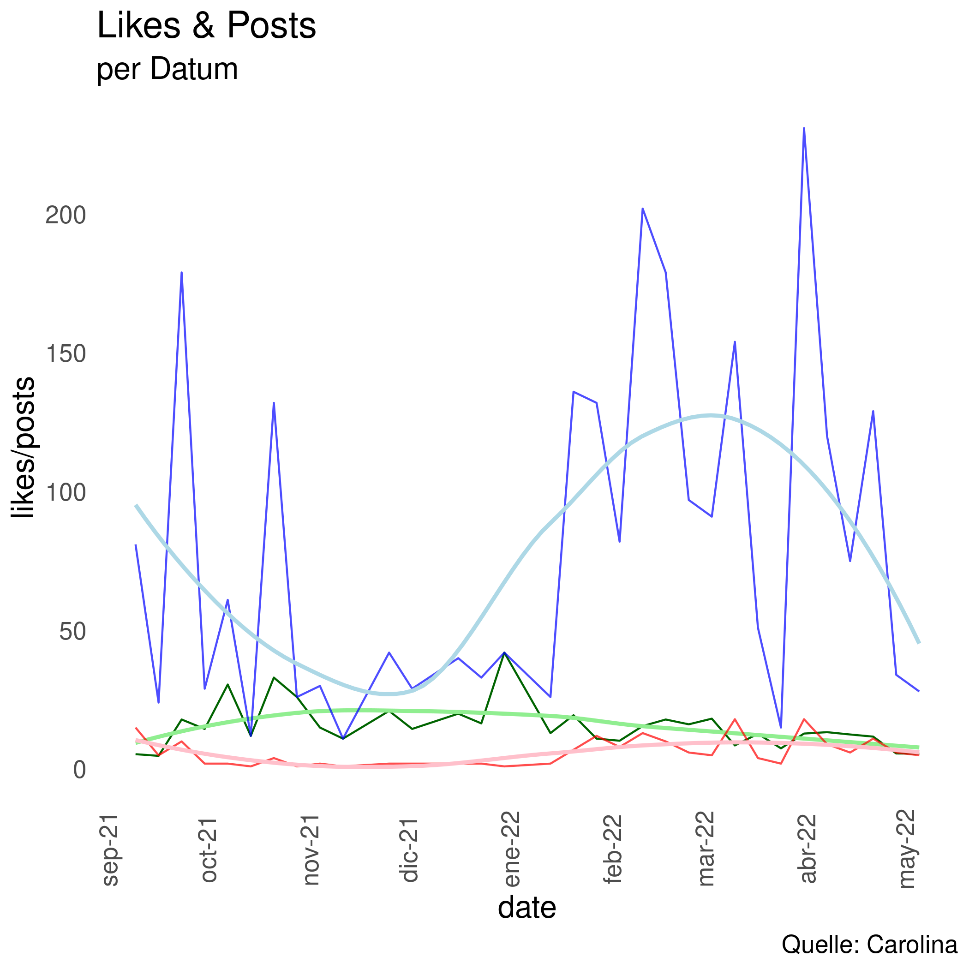 Likes & Posts
per Datum
likes/posts
200
150
100
50
0
sep-21
oct-21
nov-21
dic-21
ene-22
feb-22
mar-22
abr-22
may-22
date
Quelle: Carolina